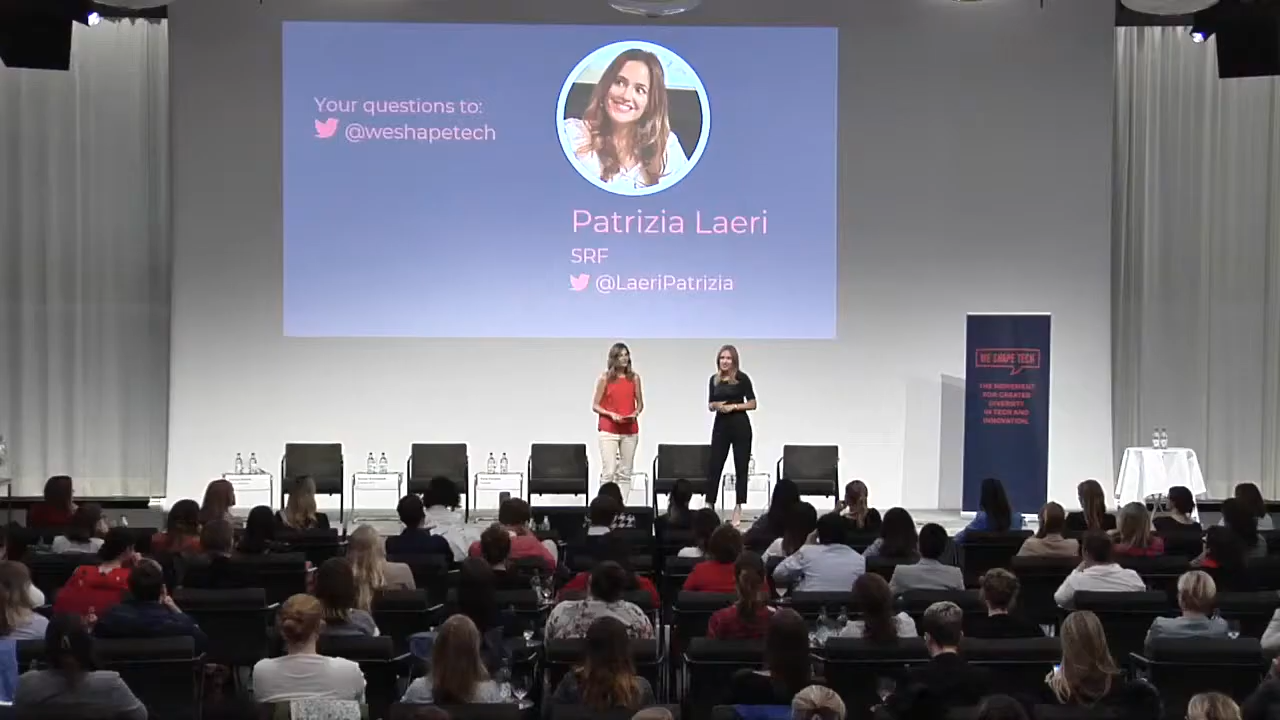 Your questions to:
@weshapetech
Patrizia Laeri
SRF
@LaeriPatrizia
WE SHAPE TECH
THE MOVEMENT
FOR GREATER
DIVERSITY
IN TECH AND
INNOVATION.